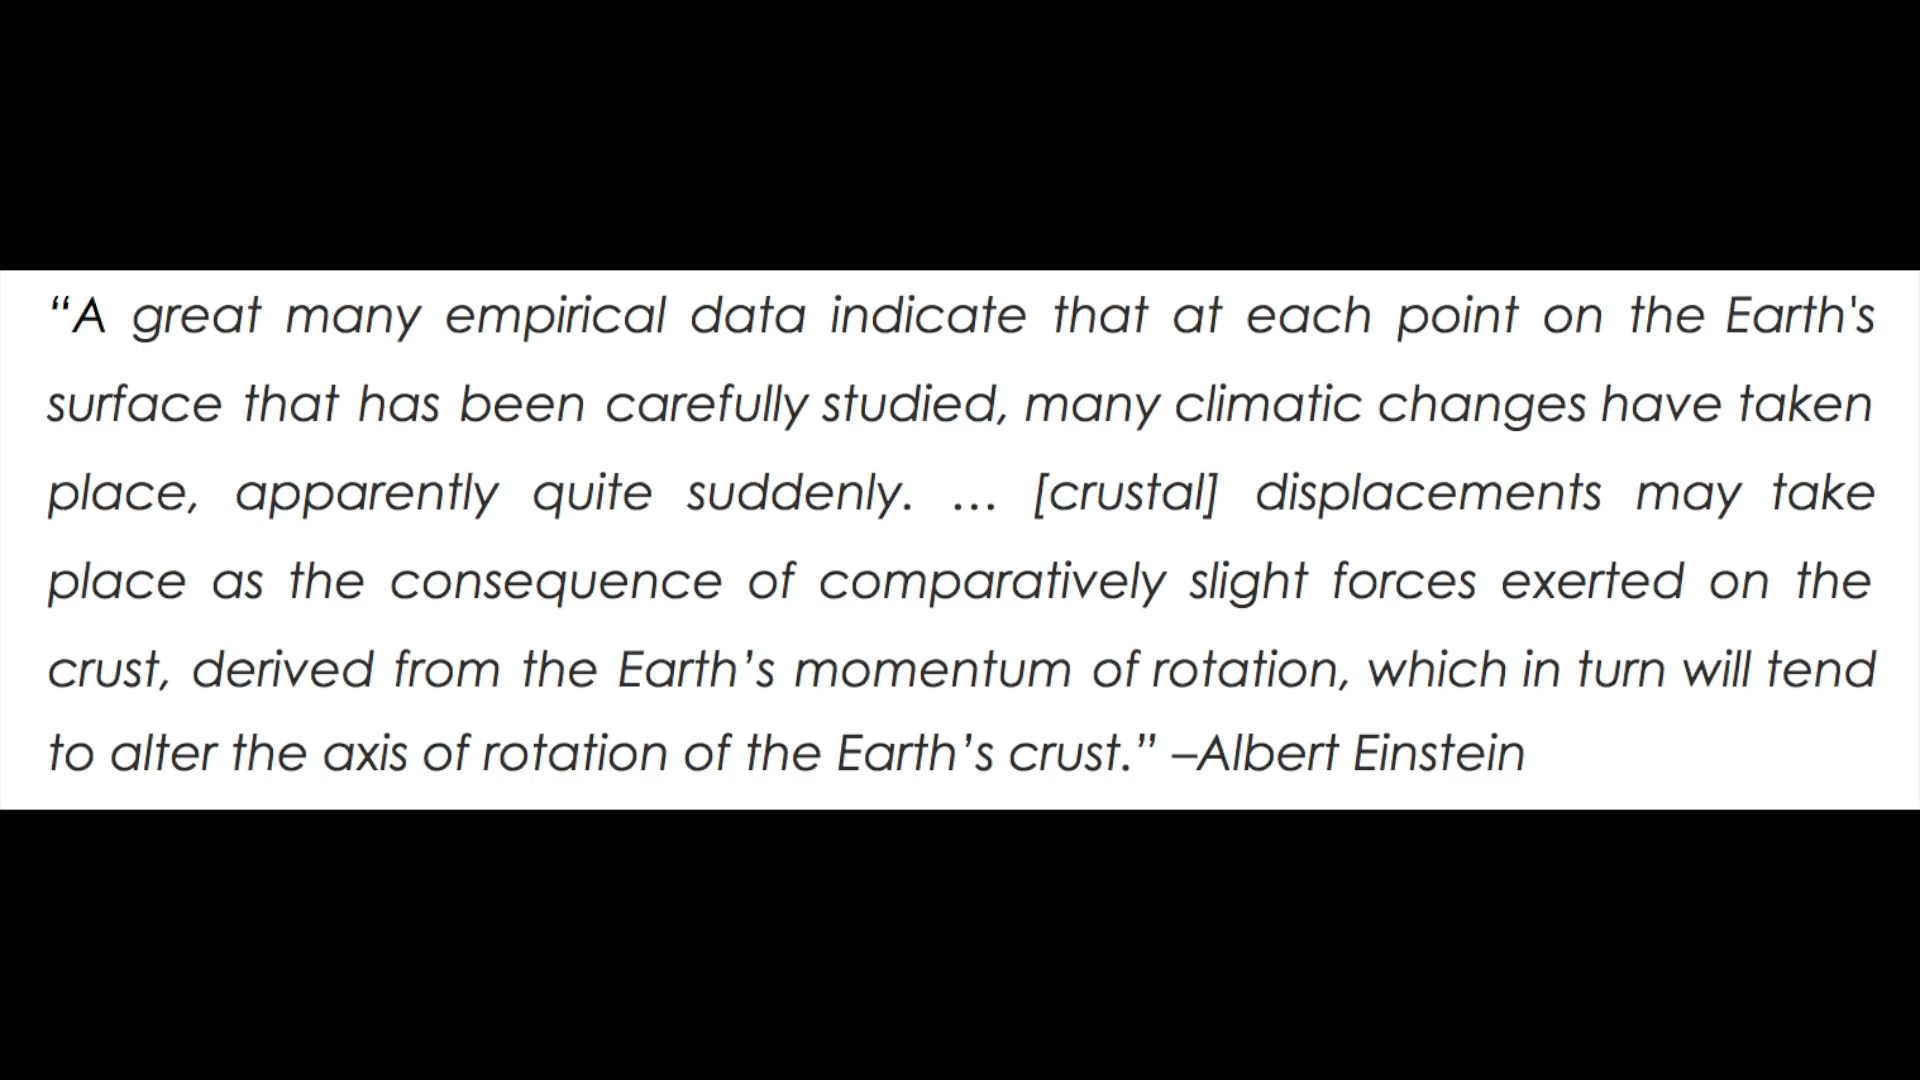 “A great many empirical data indicate that at each point on the Earth's
surface that has been carefully studied, many climatic changes have taken
place, apparently quite suddenly. … [crustal] displacements may take
place as the consequence of comparatively slight forces exerted on the
crust, derived from the Earth’s momentum of rotation, which in turn will tend
to alter the axis of rotation of the Earth’s crust.” –Albert Einstein